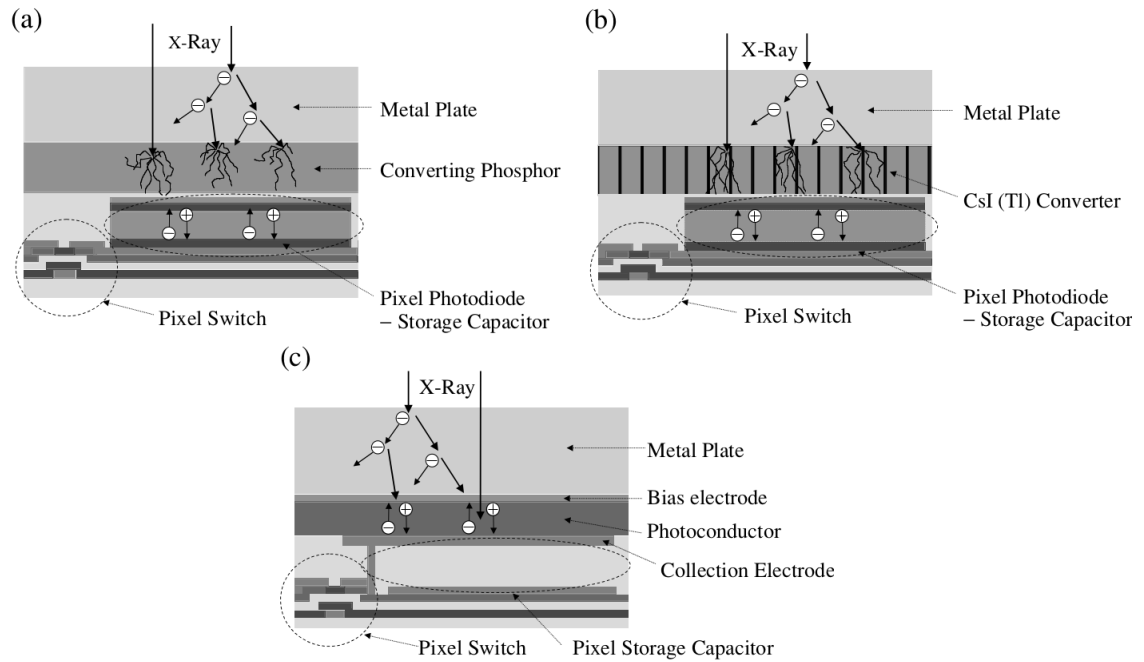 (a)
X-Ray
Metal Plate
Converting Phosphor
Pixel Photodiode
– Storage Capacitor
Pixel Switch
(b)
X-Ray
Metal Plate
CsI (Tl) Converter
Pixel Photodiode
– Storage Capacitor
Pixel Switch
(c)
X-Ray
Metal Plate
Bias electrode
Photoconductor
Collection Electrode
Pixel Switch
Pixel Storage Capacitor